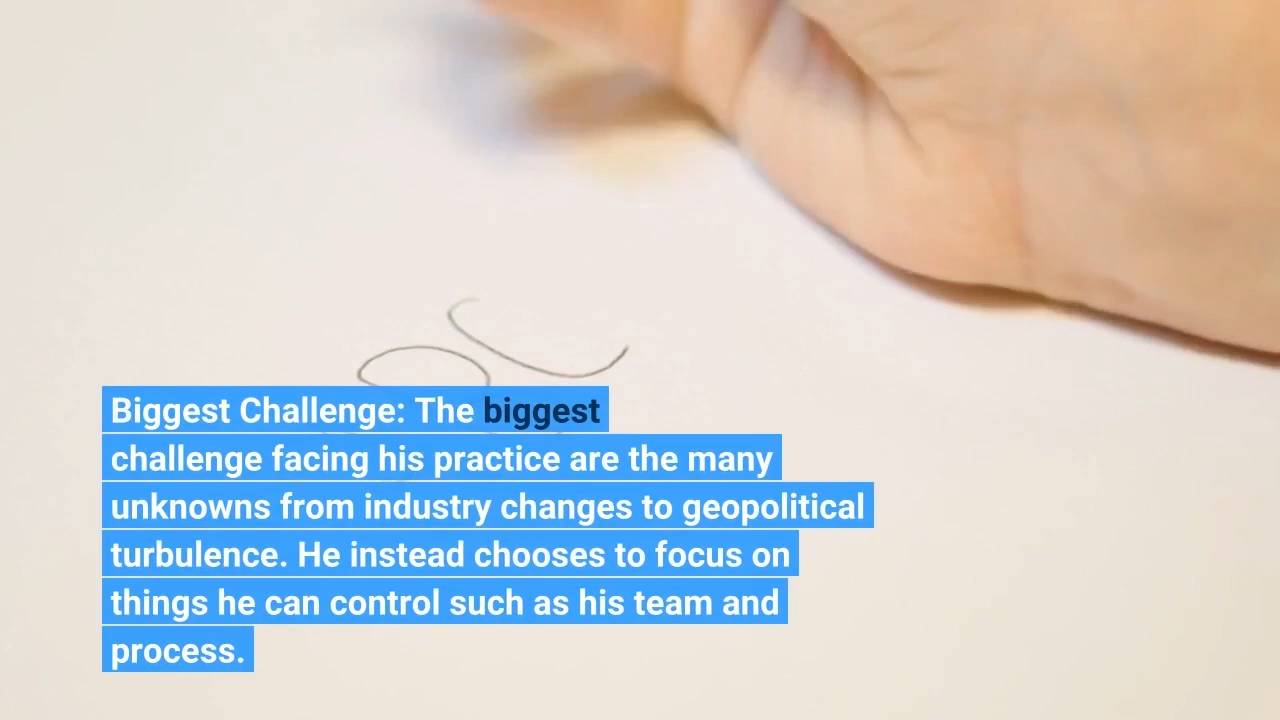 Biggest Challenge: The biggest
challenge facing his practice are the many
unknowns from industry changes to geopolitical
turbulence. He instead chooses to focus on
things he can control such as his team and
process.